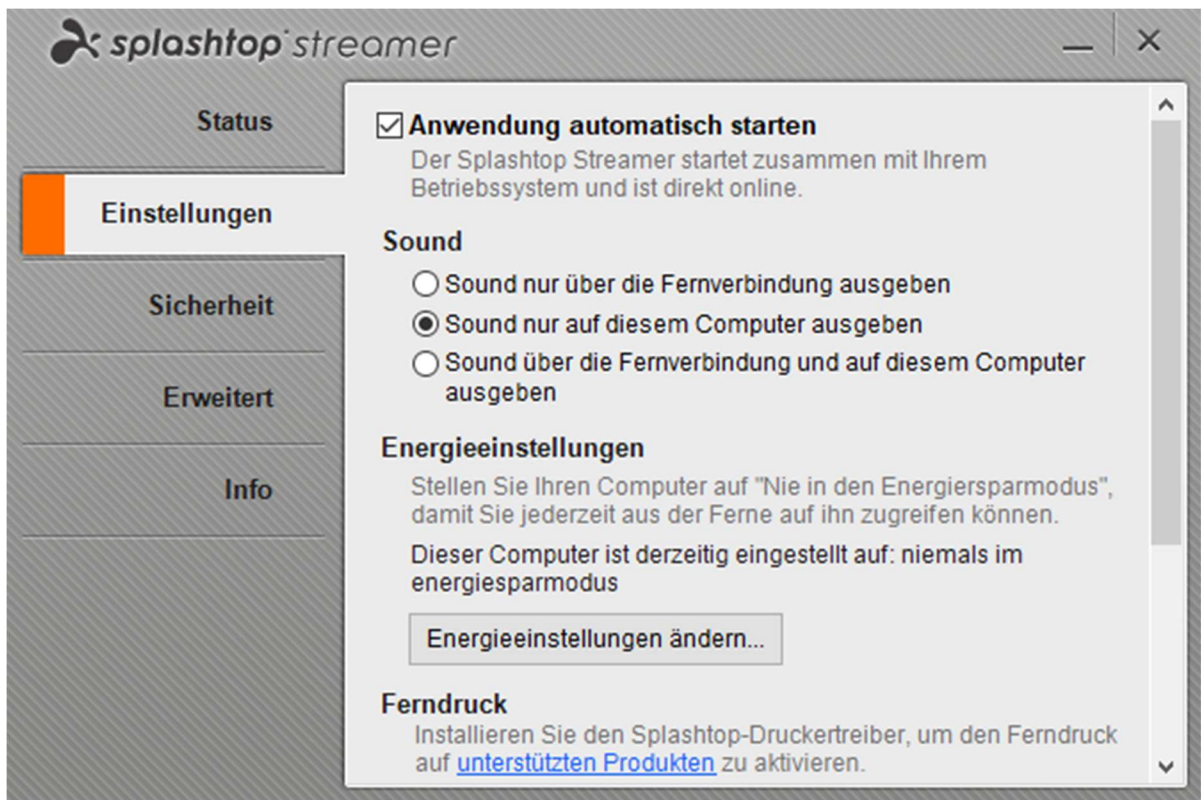 splashtop streamer
Status
Einstellungen
Sicherheit
Erweitert
Info
Anwendung automatisch starten
Der Splashtop Streamer startet zusammen mit Ihrem
Betriebssystem und ist direkt online.
Sound
Sound nur über die Fernverbindung ausgeben
Sound nur auf diesem Computer ausgeben
Sound über die Fernverbindung und auf diesem Computer
ausgeben
Energieeinstellungen
Stellen Sie Ihren Computer auf "Nie in den Energiersparmodus",
damit Sie jederzeit aus der Ferne auf ihn zugreifen können.
Dieser Computer ist derzeitig eingestellt auf: niemals im
energiesparmodus
Energieeinstellungen ändern...
Ferndruck
Installieren Sie den Splashtop-Druckertreiber, um den Ferndruck
auf unterstützten Produkten zu aktivieren.